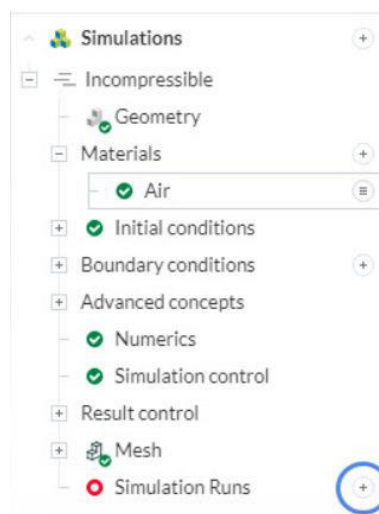 Simulations
Incompressible
Geometry
Materials
Air
Initial conditions
Boundary conditions
Advanced concepts
Numerics
Simulation control
Result control
Mesh
Simulation Runs